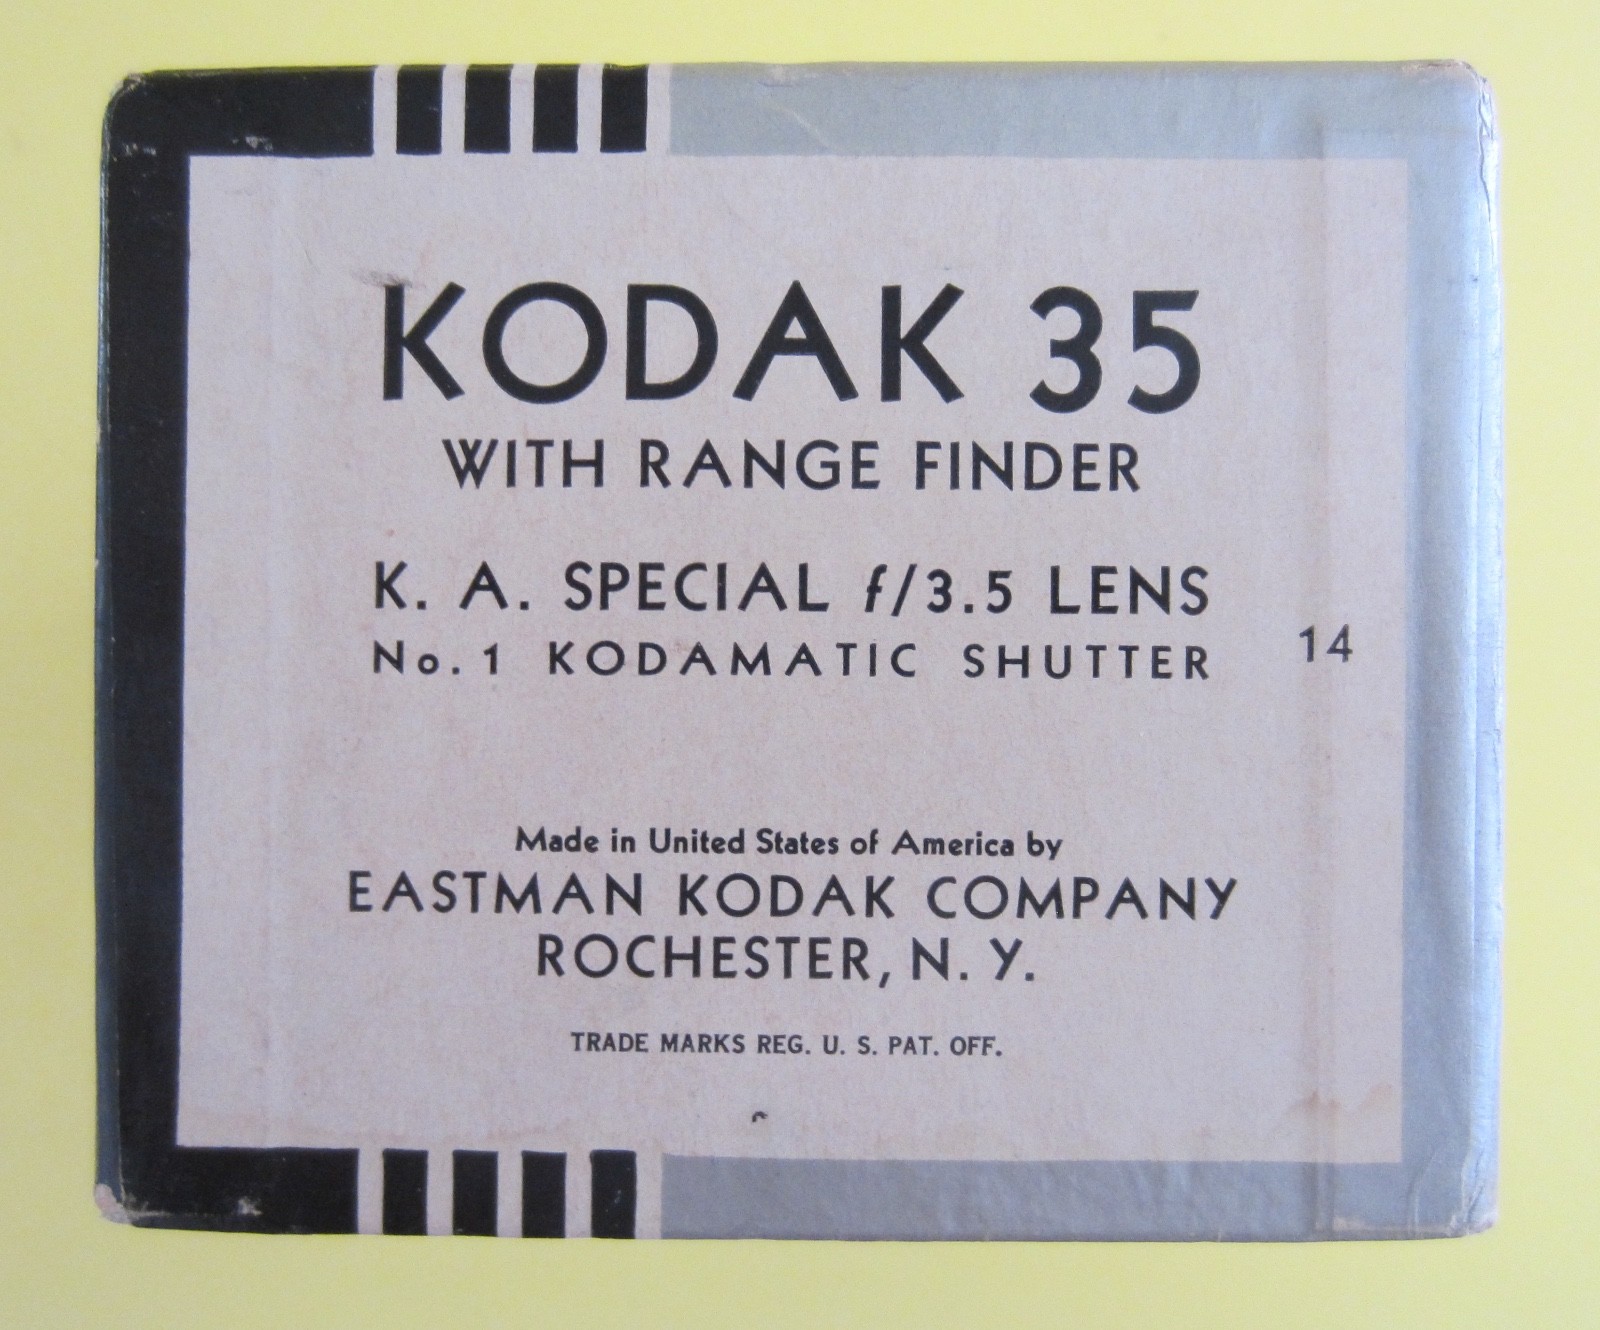 KODAK 35
WITH RANGE FINDER
K. A. SPECIAL f/3.5 LENS
No. 1 KODAMATIC SHUTTER
14
Made in United States of America by
EASTMAN KODAK COMPANY
ROCHESTER, N. Y.
TRADE MARKS REG. U. S. PAT. OFF.